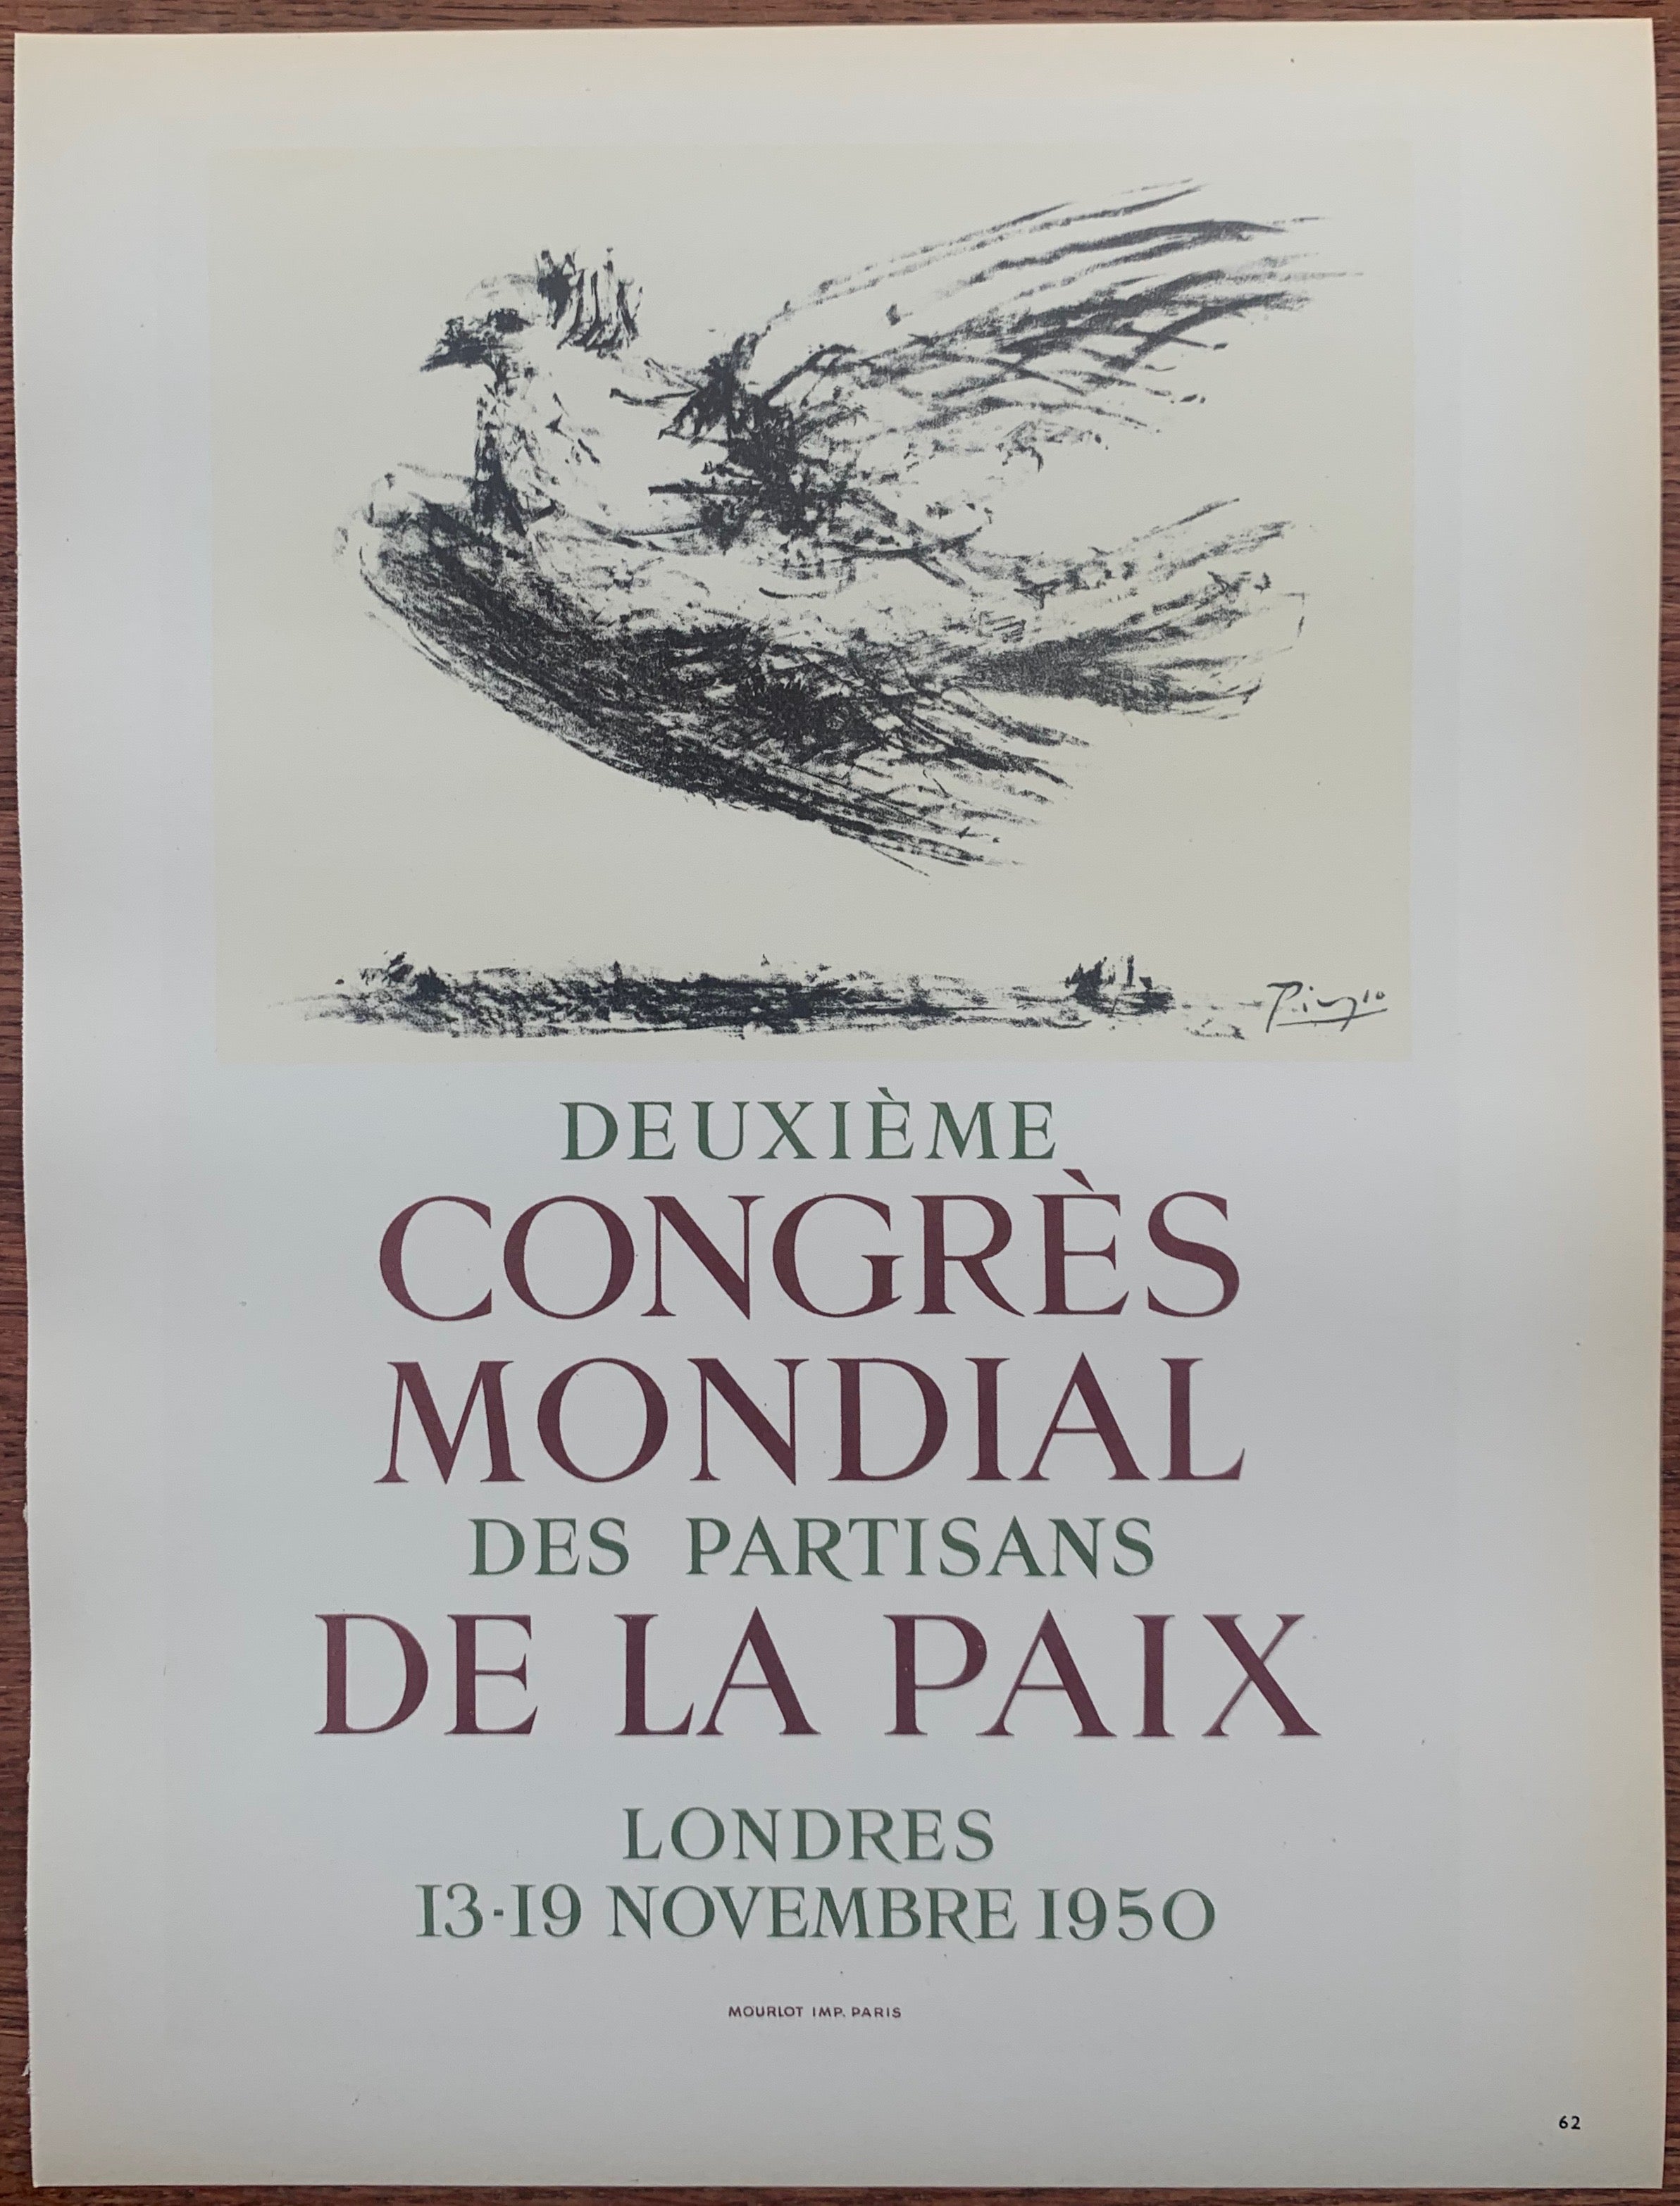 Picasso
DEUXIÈME
CONGRÈS
MONDIAL
DES PARTISANS
DE LA PAIX
LONDRES
13-19 NOVEMBRE 1950
MOURLOT IMP. PARIS
62